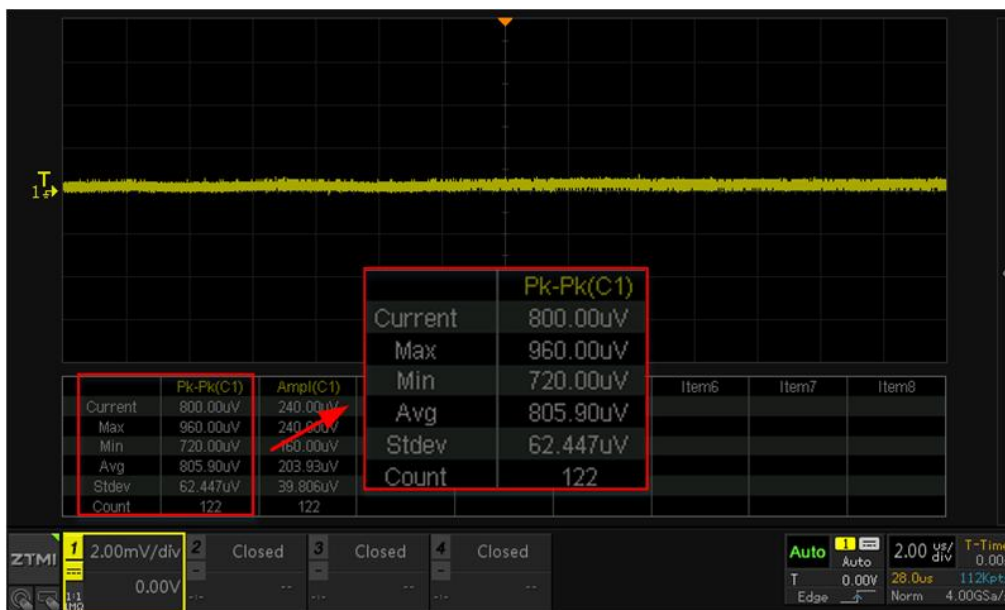 T
1
Pk-Pk(C1)
Current 800.00uV
Max 960.00uV
Min 720.00uV
Avg 805.90uV
Stdev 62.447uV
Count 122
Pk-Pk(C1) Ampl(C1) Item6 Item7 Item8
Current 800.00uV 240.00uV
Max 960.00uV 240.00uV
Min 720.00uV 160.00uV
Avg 805.90uV 203.93uV
Stdev 62.447uV 39.806uV
Count 122 122
ZTMI 1 2.00mV/div 2 Closed 3 Closed 4 Closed Auto 1 Auto 2.00 us/div T-Time
0.00V -- -- -- T 0.00V 28.0us 112Kpt
1:1 1MΩ -:- -:- -:- Edge Norm 4.00GSa/
0.00